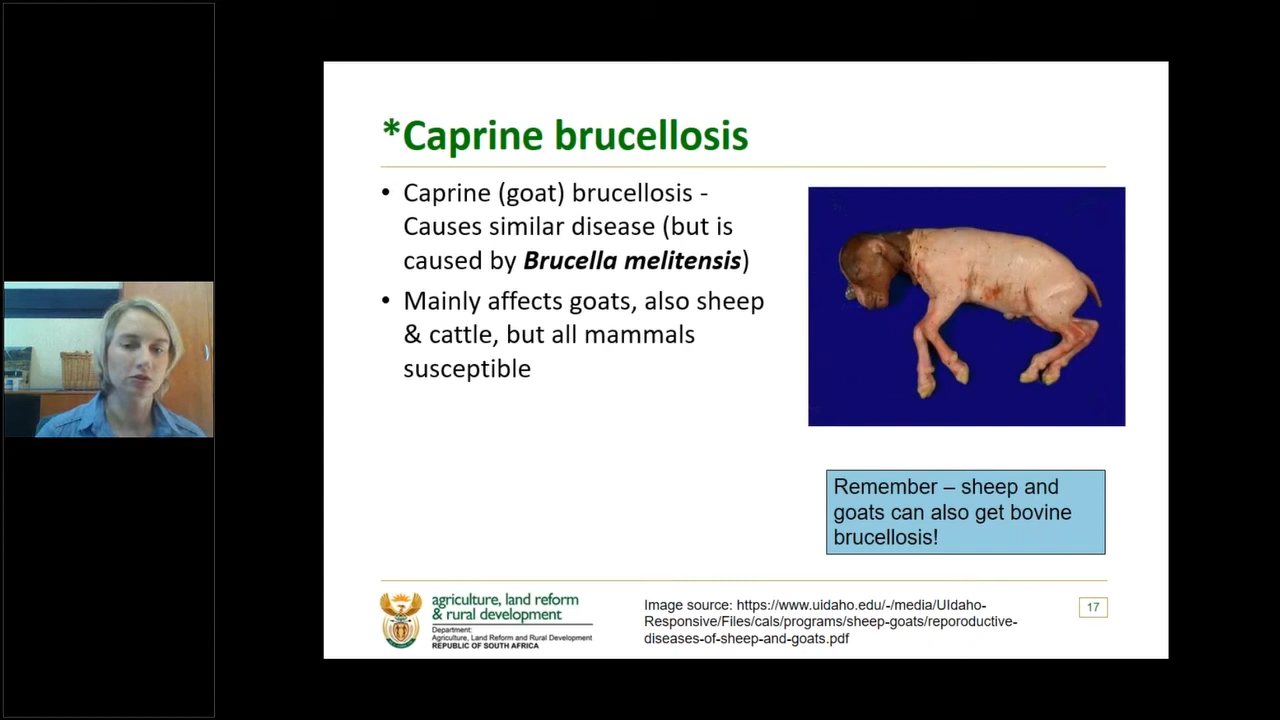 *Caprine brucellosis
• Caprine (goat) brucellosis -
Causes similar disease (but is
caused by Brucella melitensis)
• Mainly affects goats, also sheep
& cattle, but all mammals
susceptible
Remember – sheep and
goats can also get bovine
brucellosis!
agriculture, land reform
& rural development
Department:
Agriculture, Land Reform and Rural Development
REPUBLIC OF SOUTH AFRICA
Image source: https://www.uidaho.edu/-/media/UIdaho-
Responsive/Files/cals/programs/sheep-goats/reporoductive-
diseases-of-sheep-and-goats.pdf
17